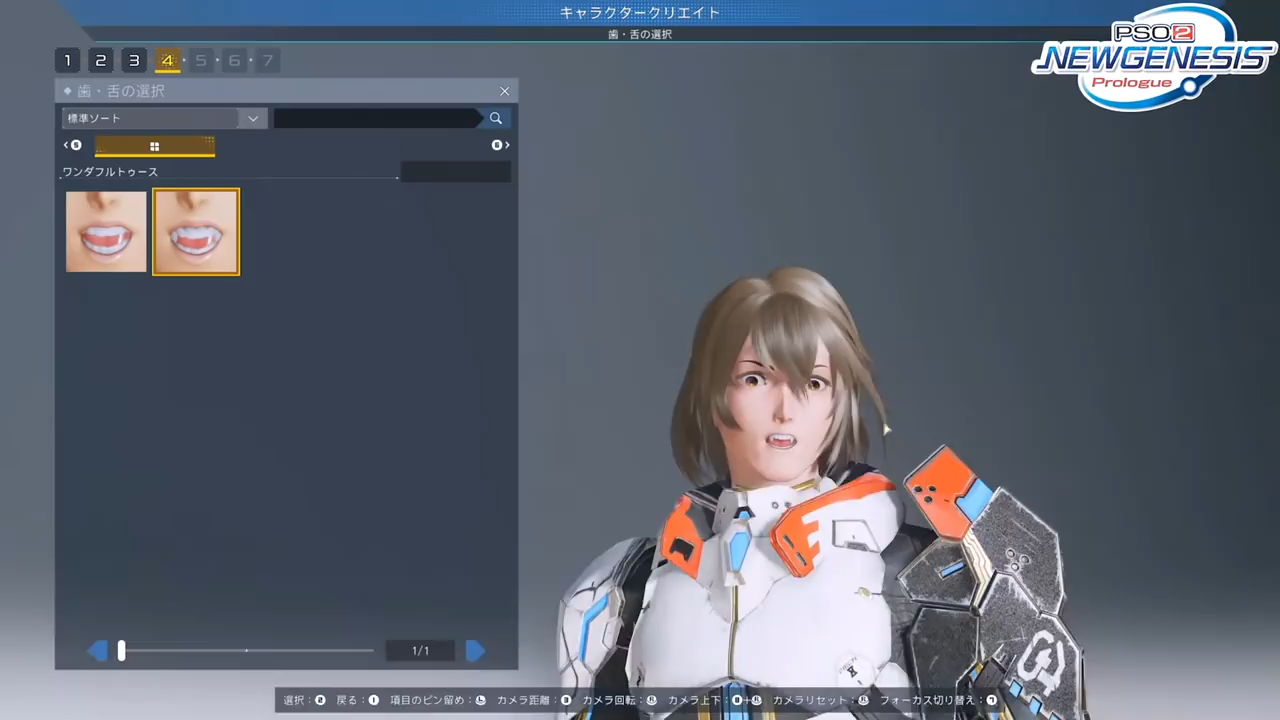 キャラクタークリエイト
歯・舌の選択
PSO2
NEWGENESIS
Prologue
1 2 3 4 5 6 7
歯・舌の選択
標準ソート
ワンダフルトゥース
1/1
選択： 戻る： 項目のピン留め： カメラ距離： カメラ回転： カメラ上下：+ カメラリセット： フォーカス切り替え：